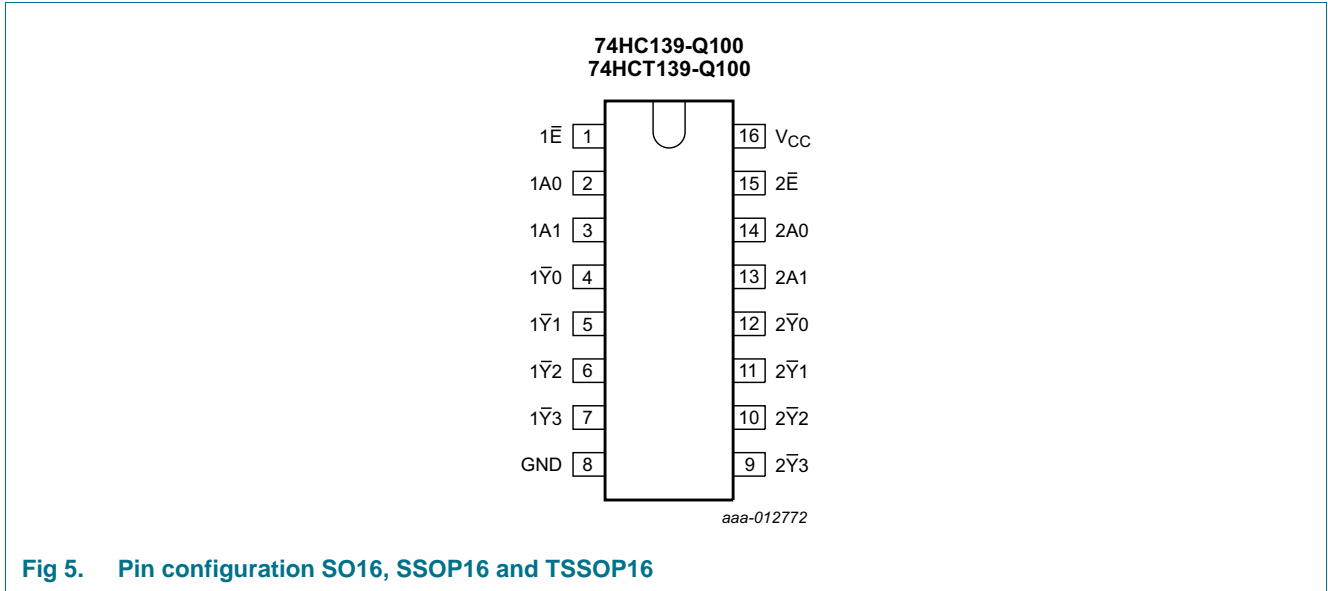 74HC139-Q100
74HCT139-Q100
1E̅ 1
1A0 2
1A1 3
1Y̅0 4
1Y̅1 5
1Y̅2 6
1Y̅3 7
GND 8
16 VCC
15 2E̅
14 2A0
13 2A1
12 2Y̅0
11 2Y̅1
10 2Y̅2
9 2Y̅3
aaa-012772
Fig 5. Pin configuration SO16, SSOP16 and TSSOP16